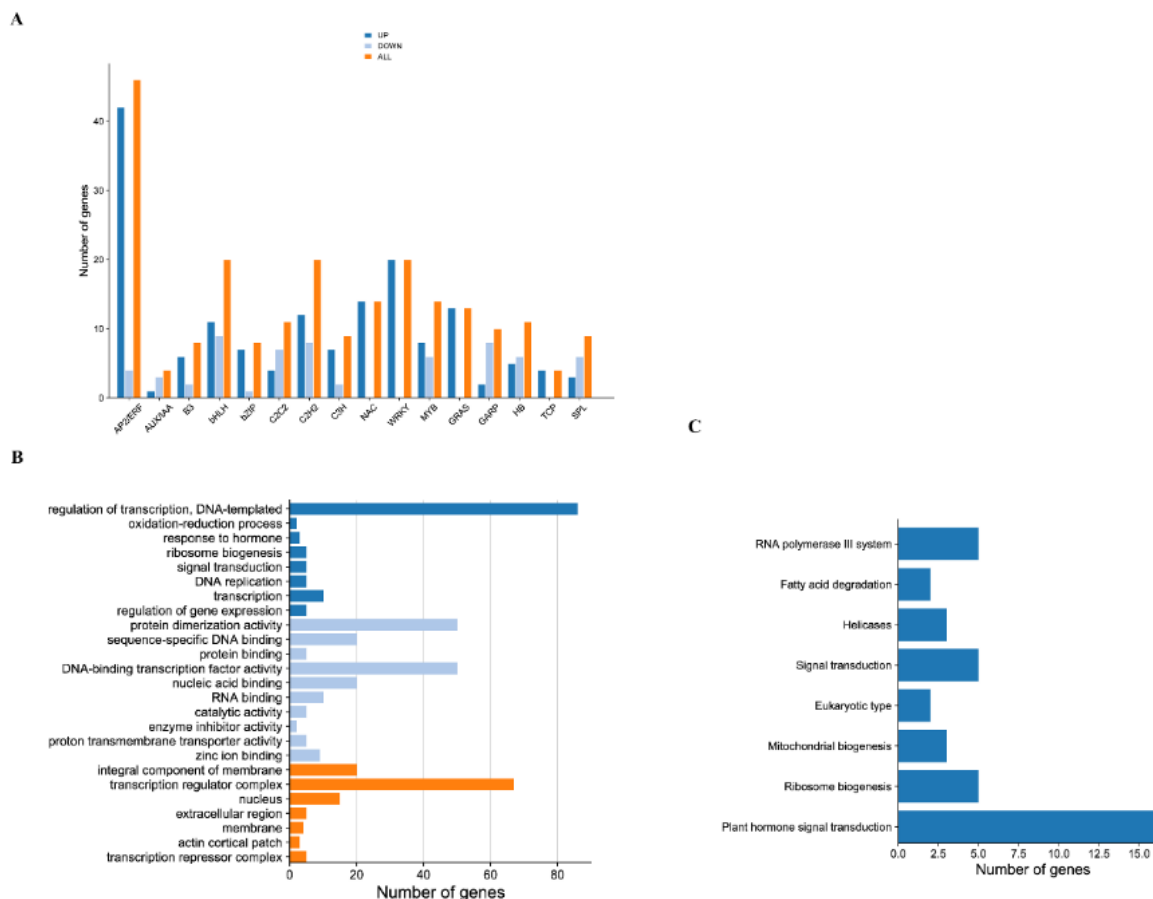 A
UP
DOWN
ALL
Number of genes
40
30
20
10
0
AP2/ERF
AUX/IAA
B3
bHLH
bZIP
C2C2
C2H2
C3H
NAC
WRKY
MYB
GRAS
GARP
HB
TCP
SPL
B
regulation of transcription, DNA-templated
oxidation-reduction process
response to hormone
ribosome biogenesis
signal transduction
DNA replication
transcription
regulation of gene expression
protein dimerization activity
sequence-specific DNA binding
protein binding
DNA-binding transcription factor activity
nucleic acid binding
RNA binding
catalytic activity
enzyme inhibitor activity
proton transmembrane transporter activity
zinc ion binding
integral component of membrane
transcription regulator complex
nucleus
extracellular region
membrane
actin cortical patch
transcription repressor complex
0 20 40 60 80
Number of genes
C
RNA polymerase III system
Fatty acid degradation
Helicases
Signal transduction
Eukaryotic type
Mitochondrial biogenesis
Ribosome biogenesis
Plant hormone signal transduction
0.0 2.5 5.0 7.5 10.0 12.5 15.0
Number of genes